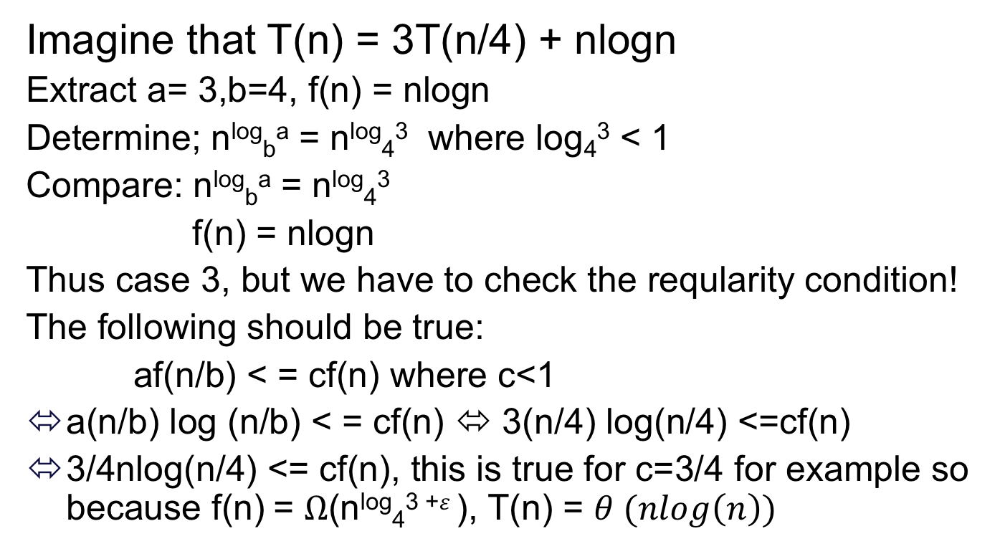 Imagine that T(n) = 3T(n/4) + nlogn
Extract a= 3,b=4, f(n) = nlogn
Determine; n^log_b^a = n^log_4^3 where log_4^3 < 1
Compare: n^log_b^a = n^log_4^3
f(n) = nlogn
Thus case 3, but we have to check the reqularity condition!
The following should be true:
af(n/b) < = cf(n) where c<1
⬄ a(n/b) log (n/b) < = cf(n) ⬄ 3(n/4) log(n/4) <=cf(n)
⬄ 3/4nlog(n/4) <= cf(n), this is true for c=3/4 for example so
because f(n) = Ω(n^log_4^3 +ε ), T(n) = θ (nlog(n))